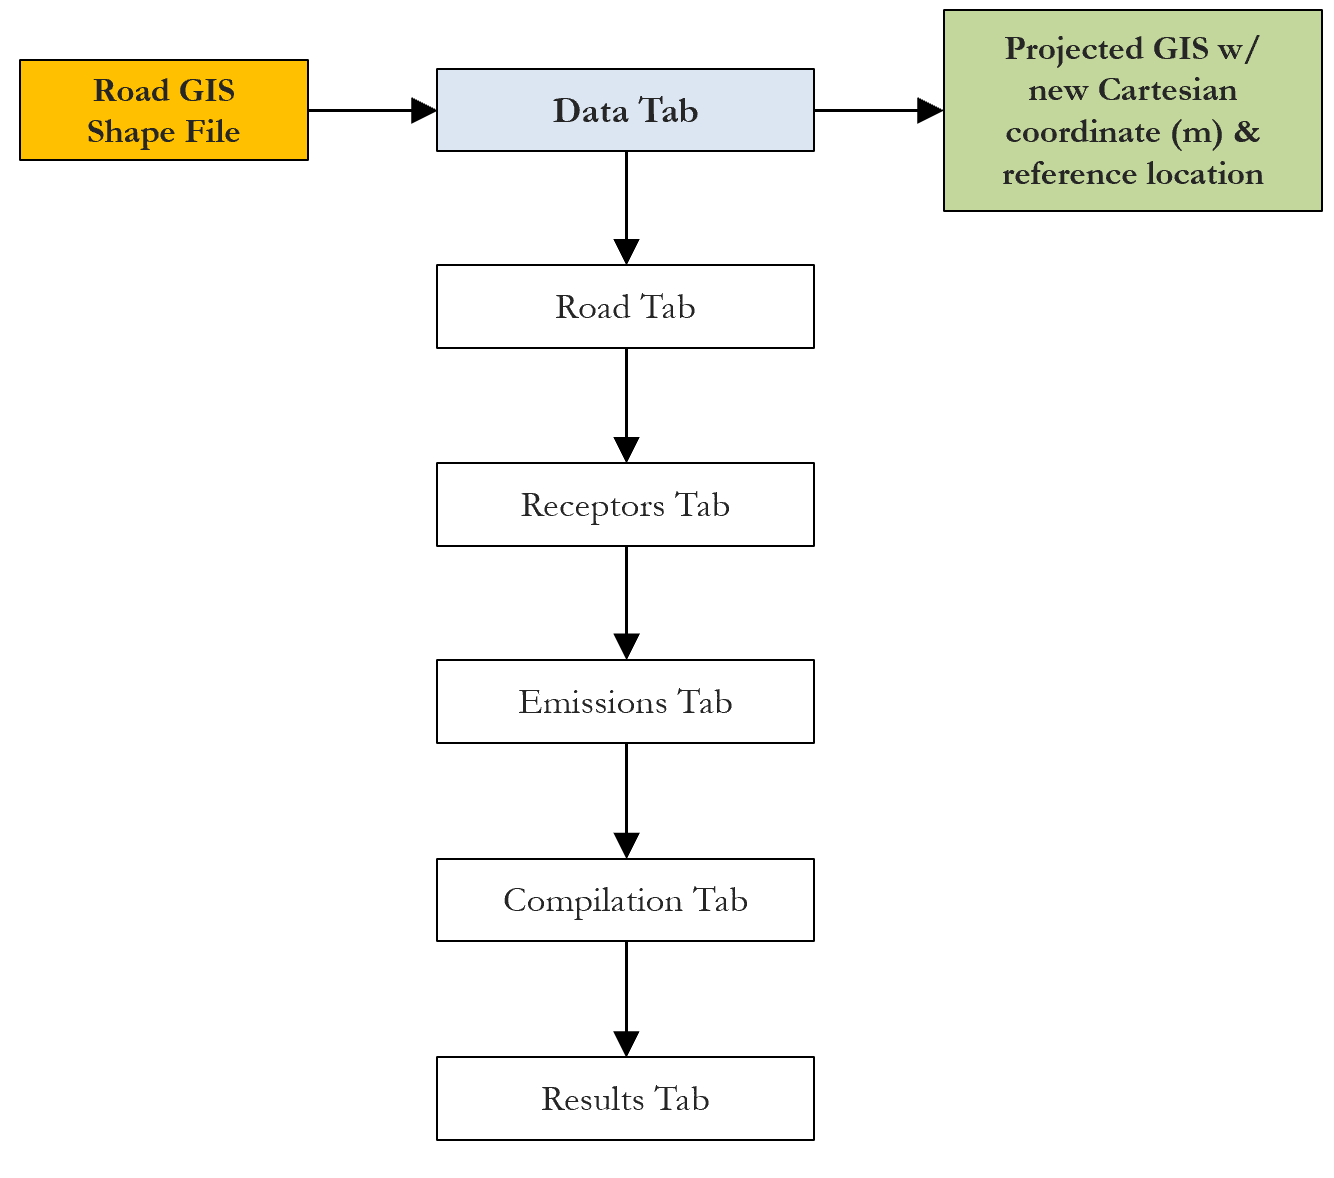 Road GIS
Shape File
Data Tab
Projected GIS w/
new Cartesian
coordinate (m) &
reference location
Road Tab
Receptors Tab
Emissions Tab
Compilation Tab
Results Tab